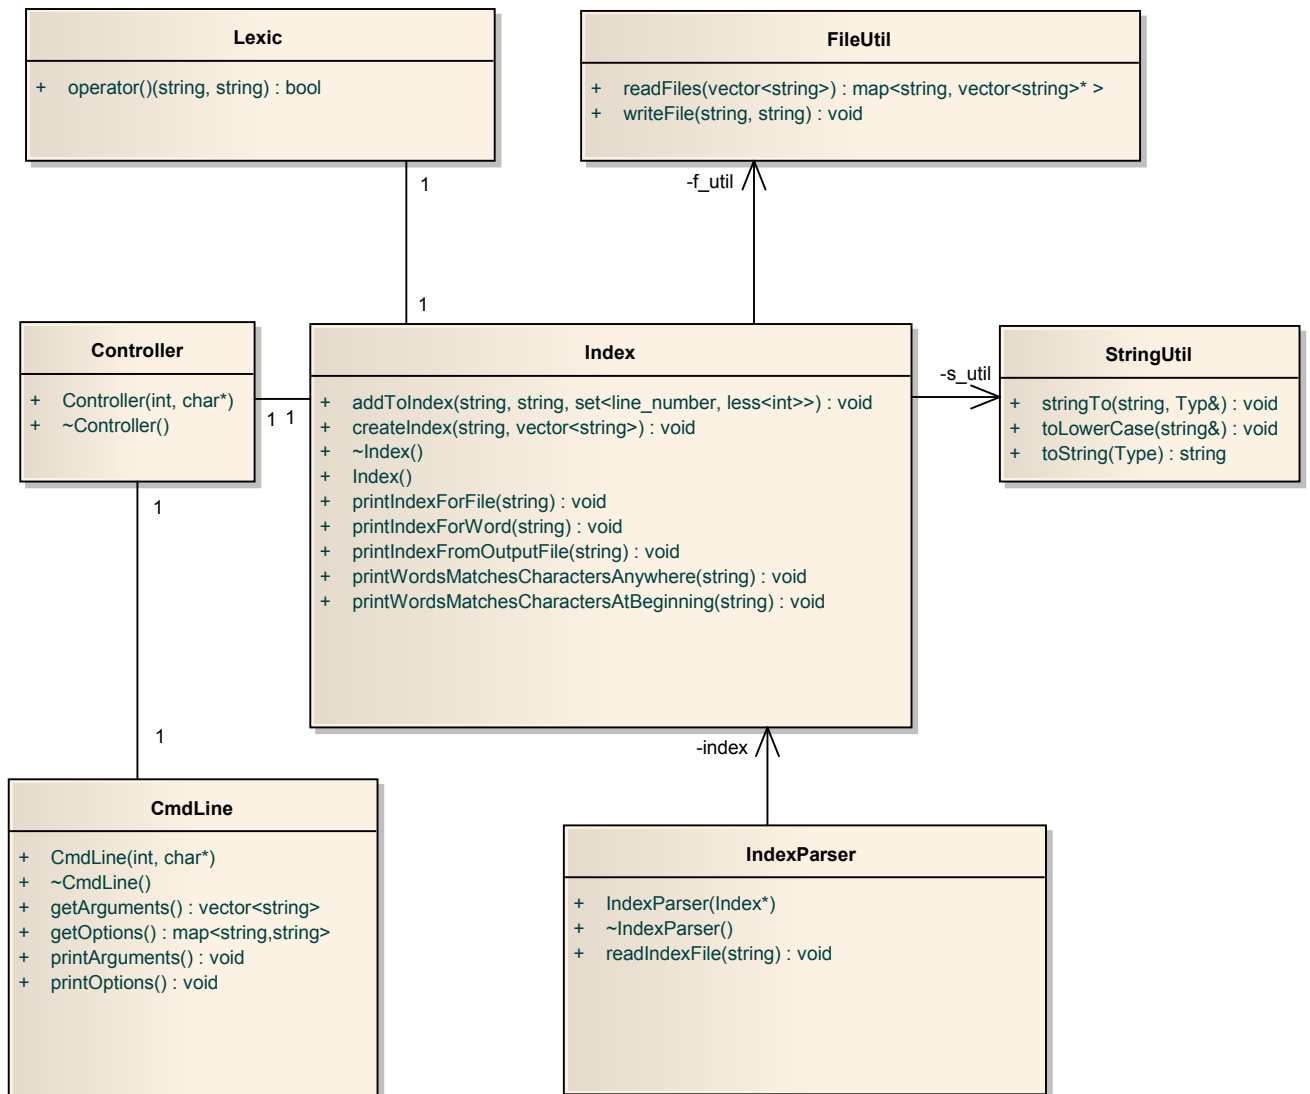 Lexic
+ operator()(string, string) : bool
FileUtil
+ readFiles(vector<string>) : map<string, vector<string>* >
+ writeFile(string, string) : void
1
-f_util
1
Controller
+ Controller(int, char*)
+ ~Controller()
1 1
Index
+ addToIndex(string, string, set<line_number, less<int>>) : void
+ createIndex(string, vector<string>) : void
+ ~Index()
+ Index()
+ printIndexForFile(string) : void
+ printIndexForWord(string) : void
+ printIndexFromOutputFile(string) : void
+ printWordsMatchesCharactersAnywhere(string) : void
+ printWordsMatchesCharactersAtBeginning(string) : void
-s_util
StringUtil
+ stringTo(string, Typ&) : void
+ toLowerCase(string&) : void
+ toString(Type) : string
1
1
-index
CmdLine
+ CmdLine(int, char*)
+ ~CmdLine()
+ getArguments() : vector<string>
+ getOptions() : map<string,string>
+ printArguments() : void
+ printOptions() : void
IndexParser
+ IndexParser(Index*)
+ ~IndexParser()
+ readIndexFile(string) : void